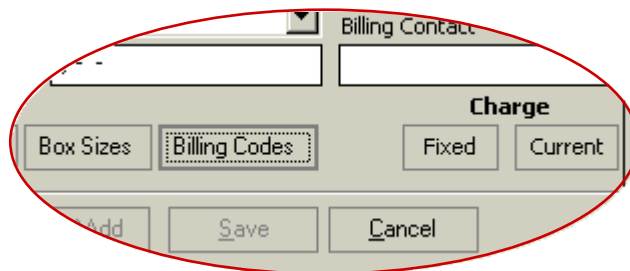 Billing Contact
, - -
Charge
Box Sizes Billing Codes Fixed Current
Add Save Cancel